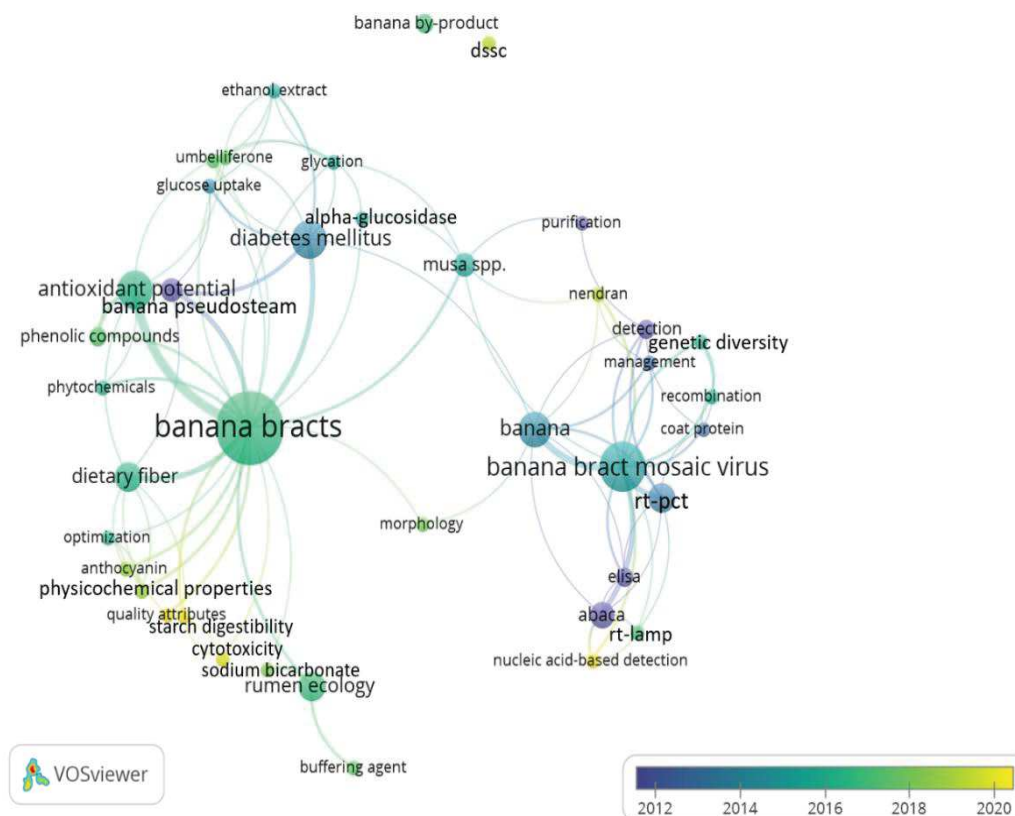 banana by-product
dssc
ethanol extract
umbelliferone
glycation
glucose uptake
alpha-glucosidase
purification
diabetes mellitus
musa spp.
antioxidant potential
nendran
banana pseudosteam
detection
phenolic compounds
genetic diversity
management
phytochemicals
recombination
banana bracts
banana
coat protein
banana bract mosaic virus
dietary fiber
rt-pct
morphology
optimization
anthocyanin
elisa
physicochemical properties
quality attributes
abaca
starch digestibility
rt-lamp
cytotoxicity
nucleic acid-based detection
sodium bicarbonate
rumen ecology
buffering agent
VOSviewer
2012 2014 2016 2018 2020